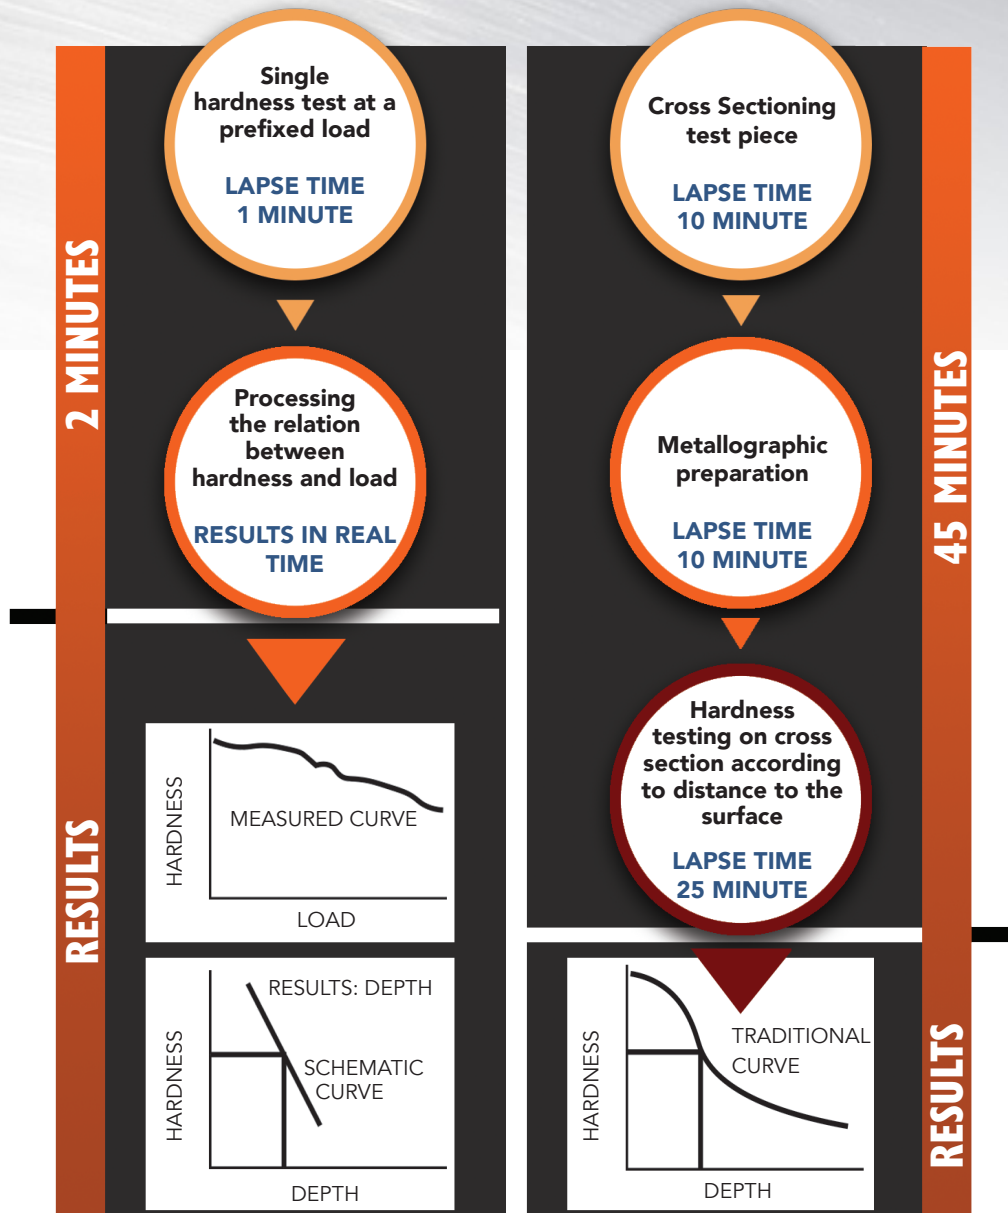 2 MINUTES
Single
hardness test at a
prefixed load
LAPSE TIME
1 MINUTE
Processing
the relation
between
hardness and load
RESULTS IN REAL
TIME
RESULTS
HARDNESS
MEASURED CURVE
LOAD
HARDNESS
RESULTS: DEPTH
SCHEMATIC
CURVE
DEPTH
Cross Sectioning
test piece
LAPSE TIME
10 MINUTE
Metallographic
preparation
LAPSE TIME
10 MINUTE
Hardness
testing on cross
section according
to distance to the
surface
LAPSE TIME
25 MINUTE
45 MINUTES
HARDNESS
TRADITIONAL
CURVE
DEPTH
RESULTS